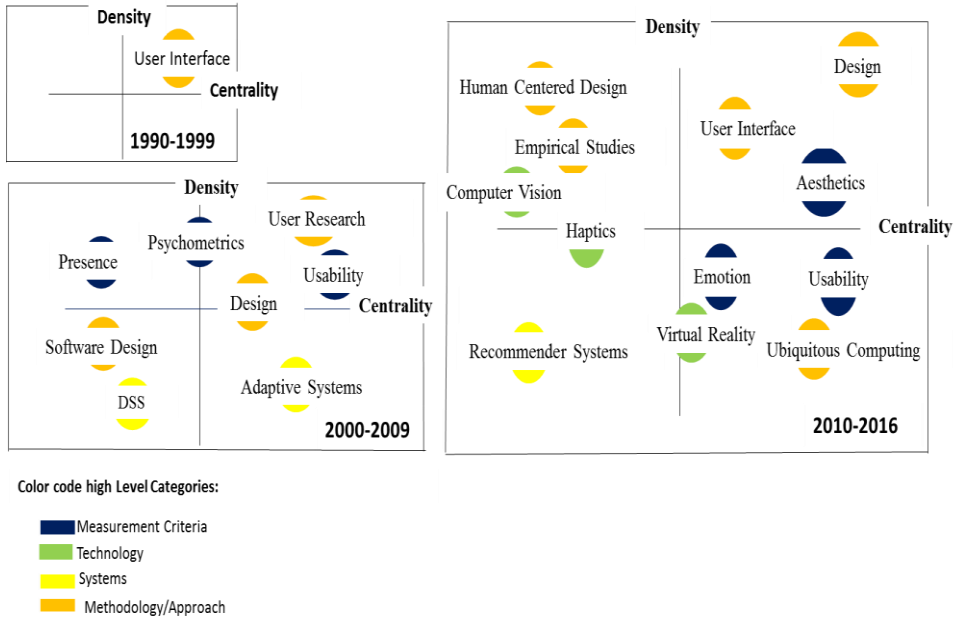 Density
User Interface
Centrality
1990-1999
Density
User Research
Psychometrics
Presence
Usability
Design
Centrality
Software Design
Adaptive Systems
DSS
2000-2009
Density
Design
Human Centered Design
User Interface
Empirical Studies
Aesthetics
Computer Vision
Centrality
Haptics
Emotion
Usability
Virtual Reality
Recommender Systems
Ubiquitous Computing
2010-2016
Color code high Level Categories:
Measurement Criteria
Technology
Systems
Methodology/Approach